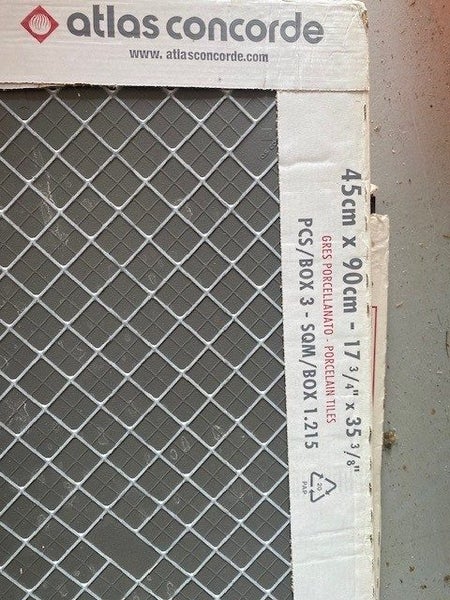 atlas concorde
www. atlasconcorde.com
45cm x 90cm - 17 3/4" x 35 3/8"
GRES PORCELLANATO - PORCELAIN TILES
PCS/BOX 3 - SQM/BOX 1.215
20
PAP